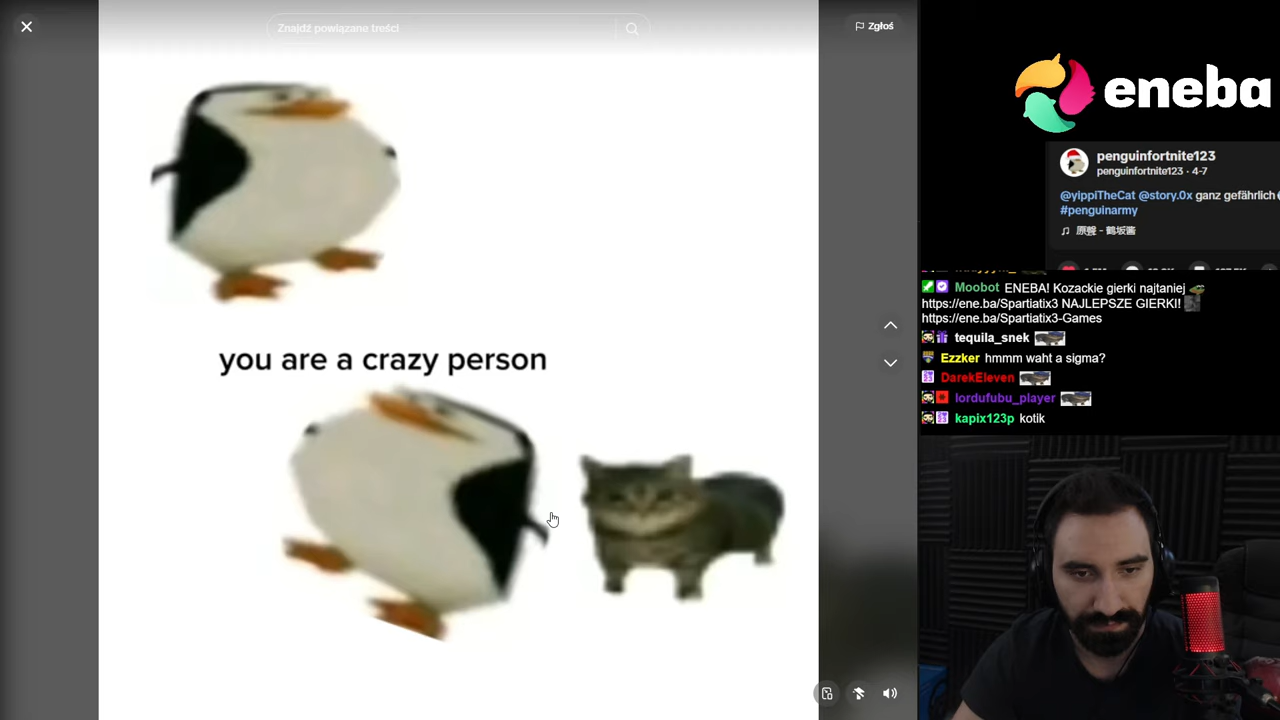 Znajdź powiązane treści
Zgłoś
you are a crazy person
eneba
penguinfortnite123
penguinfortnite123 · 4-7
@yippiTheCat @story.0x ganz gefährlich
#penguinarmy
原聲 - 鹤坂酱
Moobot ENEBA! Kozackie gierki najtaniej
https://ene.ba/Spartiatix3 NAJLEPSZE GIERKI!
https://ene.ba/Spartiatix3-Games
tequila_snek
Ezzker hmmm waht a sigma?
DarekEleven
lordufubu_player
kapix123p kotik